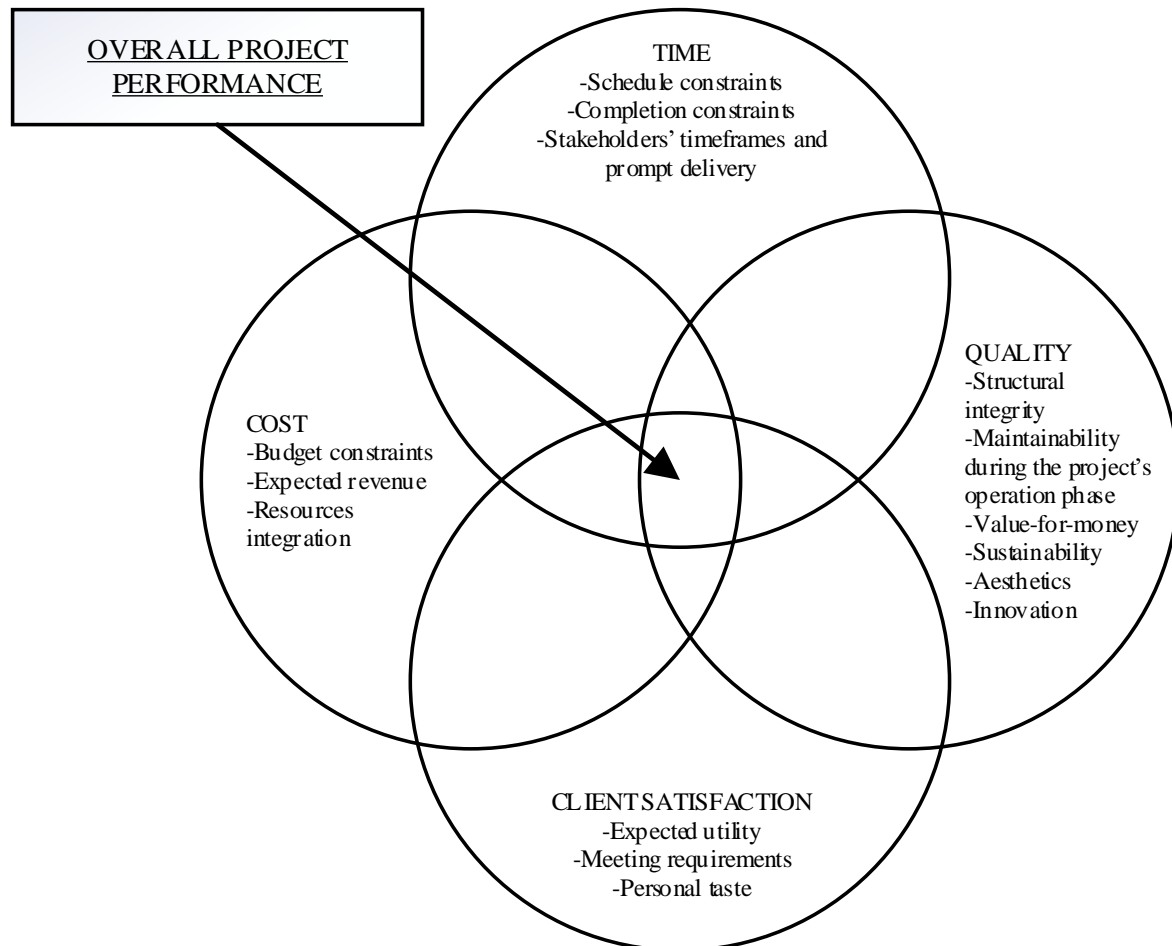 OVERALL PROJECT
PERFORMANCE
TIME
-Schedule constraints
-Completion constraints
-Stakeholders’ timeframes and
prompt delivery
COST
-Budget constraints
-Expected revenue
-Resources
integration
QUALITY
-Structural
integrity
-Maintainability
during the project’s
operation phase
-Value-for-money
-Sustainability
-Aesthetics
-Innovation
CLIENT SATISFACTION
-Expected utility
-Meeting requirements
-Personal taste